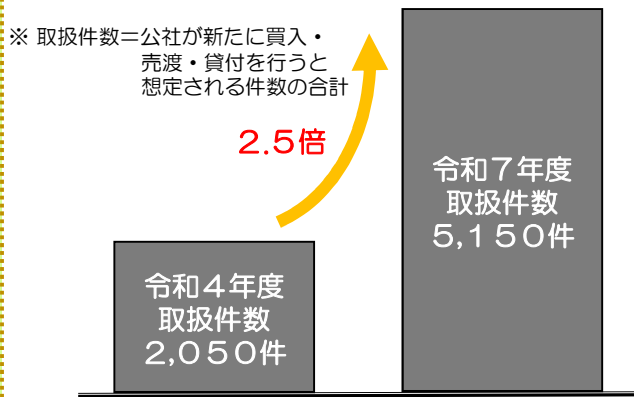 ※ 取扱件数＝公社が新たに買入・
売渡・貸付を行うと
想定される件数の合計
２.５倍
令和７年度
取扱件数
５,１５０件
令和４年度
取扱件数
２,０５０件